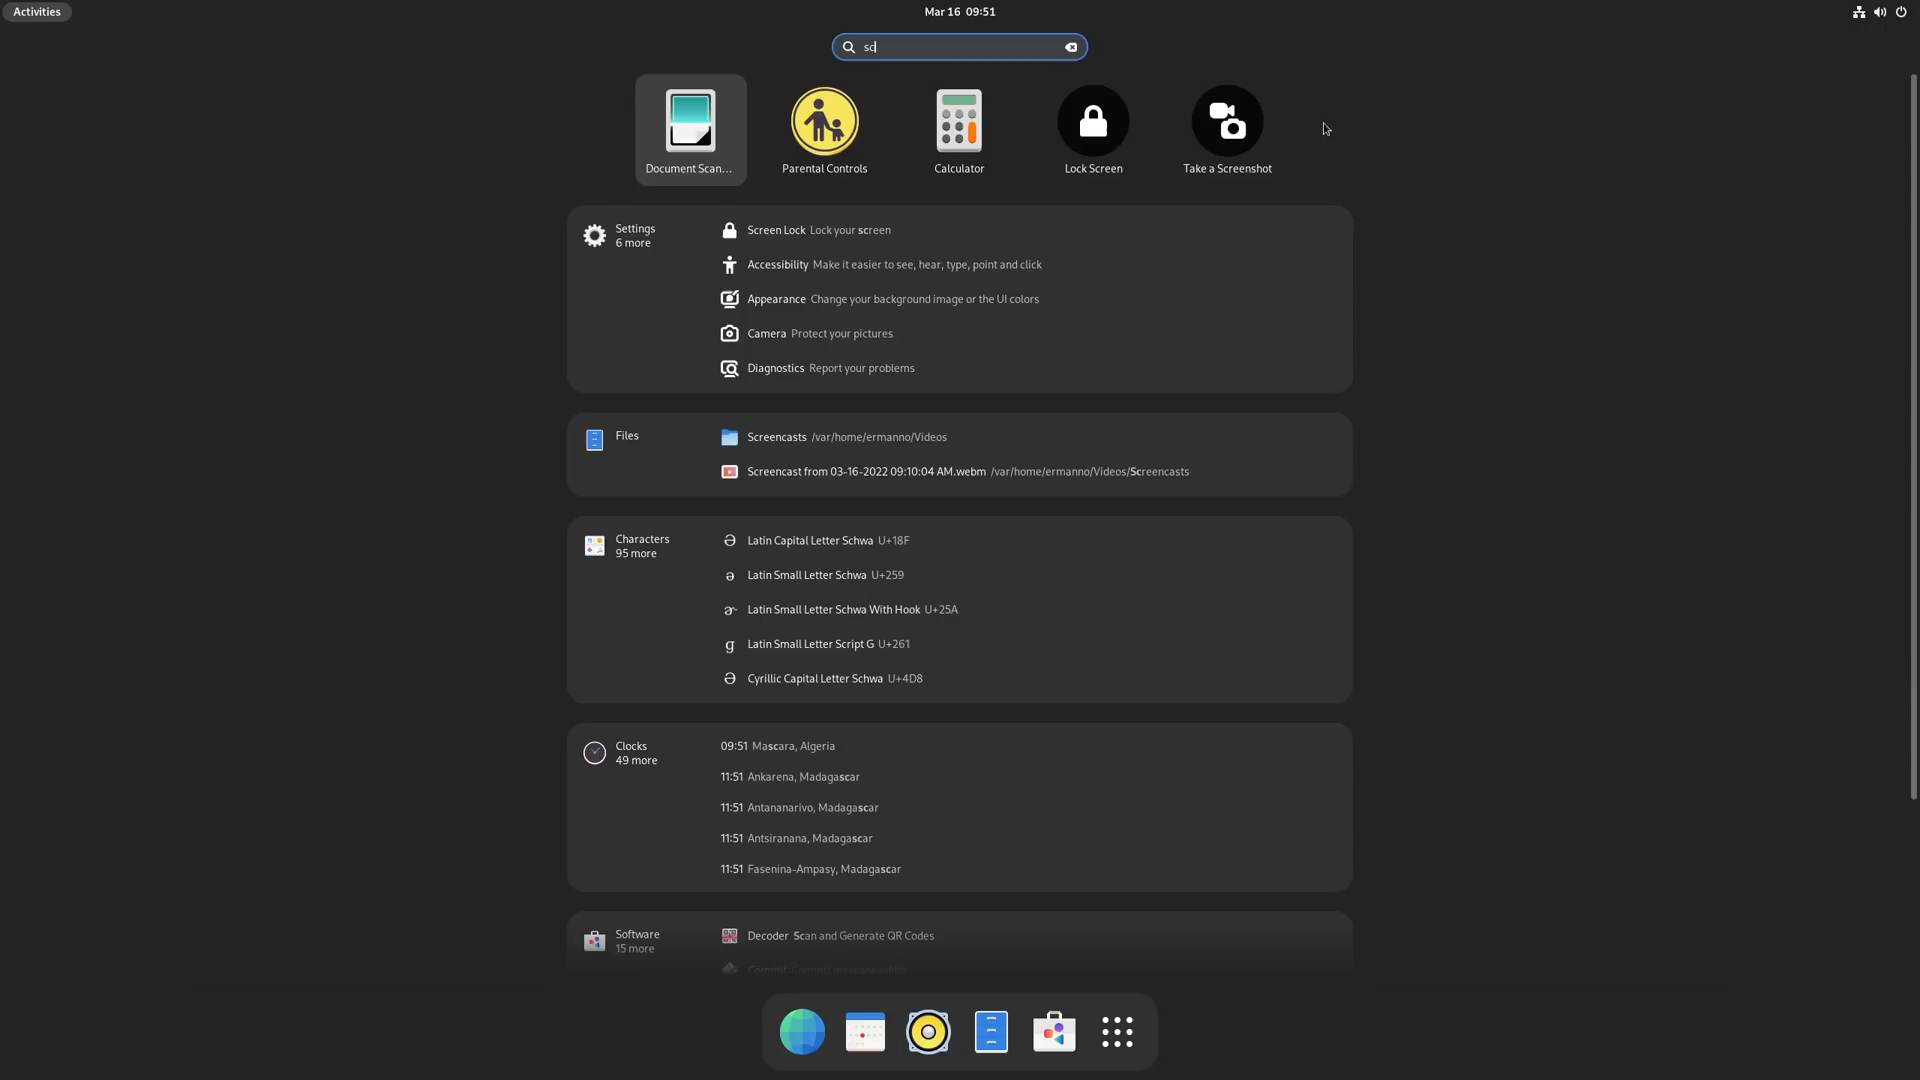 Activities
Mar 16 09:51
sc
Document Scan...
Parental Controls
Calculator
Lock Screen
Take a Screenshot
Settings
6 more
Screen Lock Lock your screen
Accessibility Make it easier to see, hear, type, point and click
Appearance Change your background image or the UI colors
Camera Protect your pictures
Diagnostics Report your problems
Files
Screencasts /var/home/ermanno/Videos
Screencast from 03-16-2022 09:10:04 AM.webm /var/home/ermanno/Videos/Screencasts
Characters
95 more
Ə Latin Capital Letter Schwa U+18F
ə Latin Small Letter Schwa U+259
ɚ Latin Small Letter Schwa With Hook U+25A
ɡ Latin Small Letter Script G U+261
Ә Cyrillic Capital Letter Schwa U+4D8
Clocks
49 more
09:51 Mascara, Algeria
11:51 Ankarena, Madagascar
11:51 Antananarivo, Madagascar
11:51 Antsiranana, Madagascar
11:51 Fasenina-Ampasy, Madagascar
Software
15 more
Decoder Scan and Generate QR Codes
Commit Commit message editor